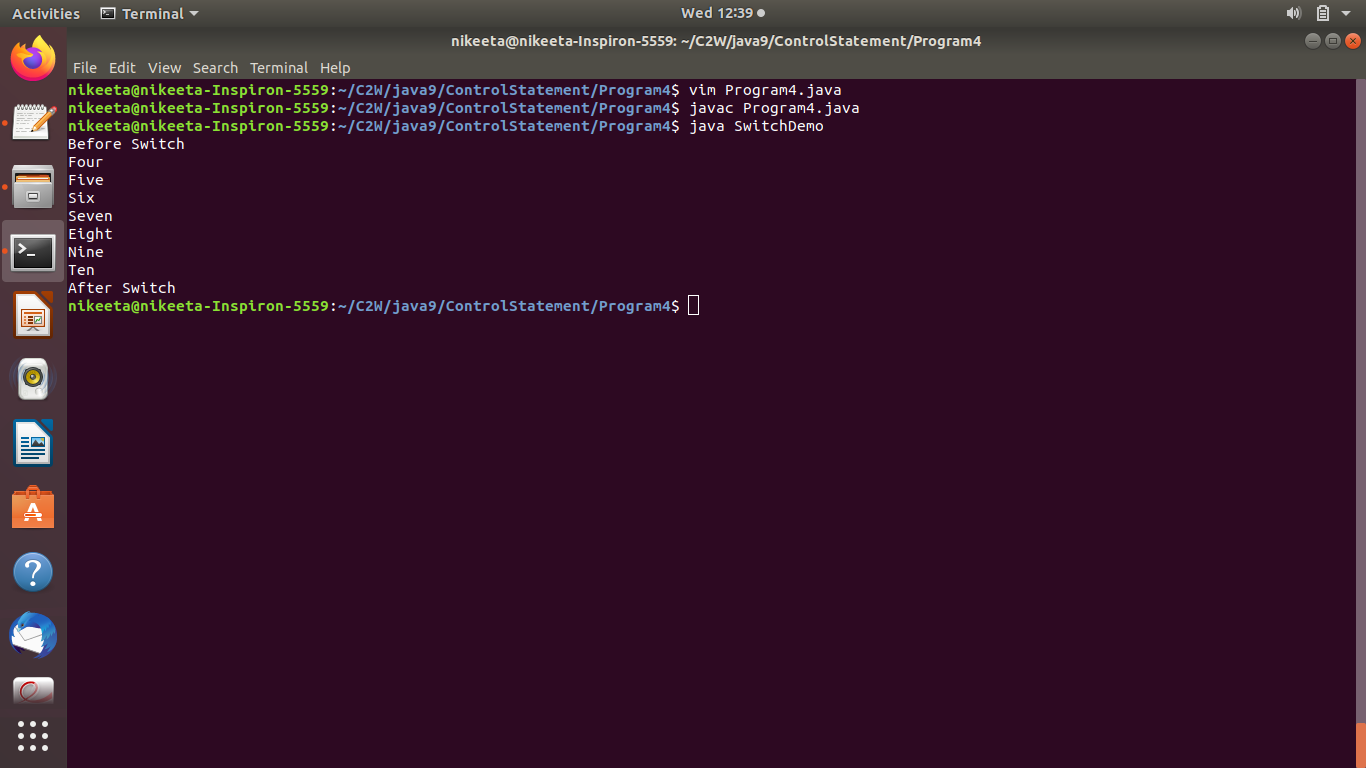 Activities Terminal Wed 12:39
nikeeta@nikeeta-Inspiron-5559: ~/C2W/java9/ControlStatement/Program4
File Edit View Search Terminal Help
nikeeta@nikeeta-Inspiron-5559:~/C2W/java9/ControlStatement/Program4$ vim Program4.java
nikeeta@nikeeta-Inspiron-5559:~/C2W/java9/ControlStatement/Program4$ javac Program4.java
nikeeta@nikeeta-Inspiron-5559:~/C2W/java9/ControlStatement/Program4$ java SwitchDemo
Before Switch
Four
Five
Six
Seven
Eight
Nine
Ten
After Switch
nikeeta@nikeeta-Inspiron-5559:~/C2W/java9/ControlStatement/Program4$